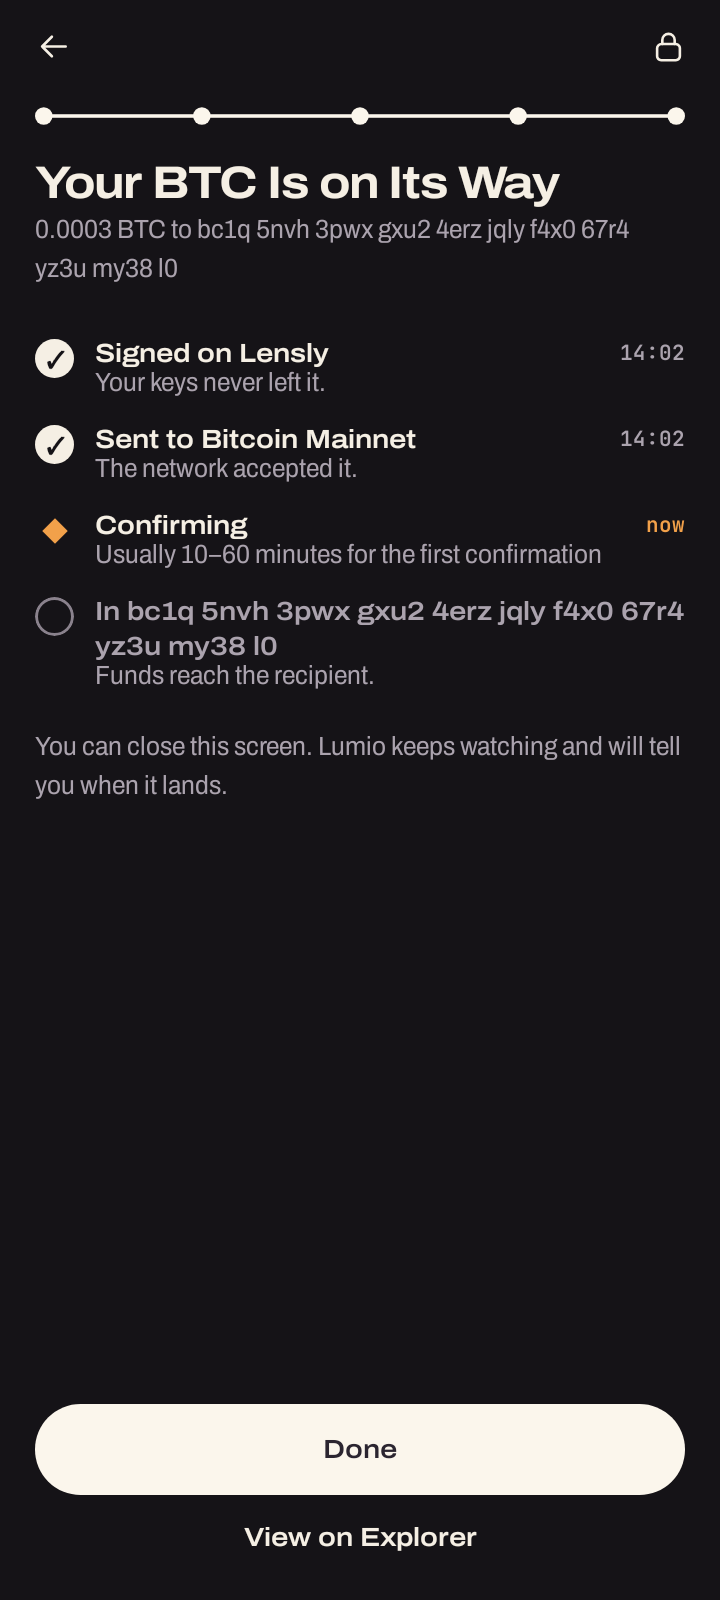 Your BTC Is on Its Way
0.0003 BTC to bc1q 5nvh 3pwx gxu2 4erz jqly f4x0 67r4
yz3u my38 l0
Signed on Lensly
14:02
Your keys never left it.
Sent to Bitcoin Mainnet
14:02
The network accepted it.
Confirming
now
Usually 10–60 minutes for the first confirmation
In bc1q 5nvh 3pwx gxu2 4erz jqly f4x0 67r4
yz3u my38 l0
Funds reach the recipient.
You can close this screen. Lumio keeps watching and will tell
you when it lands.
Done
View on Explorer